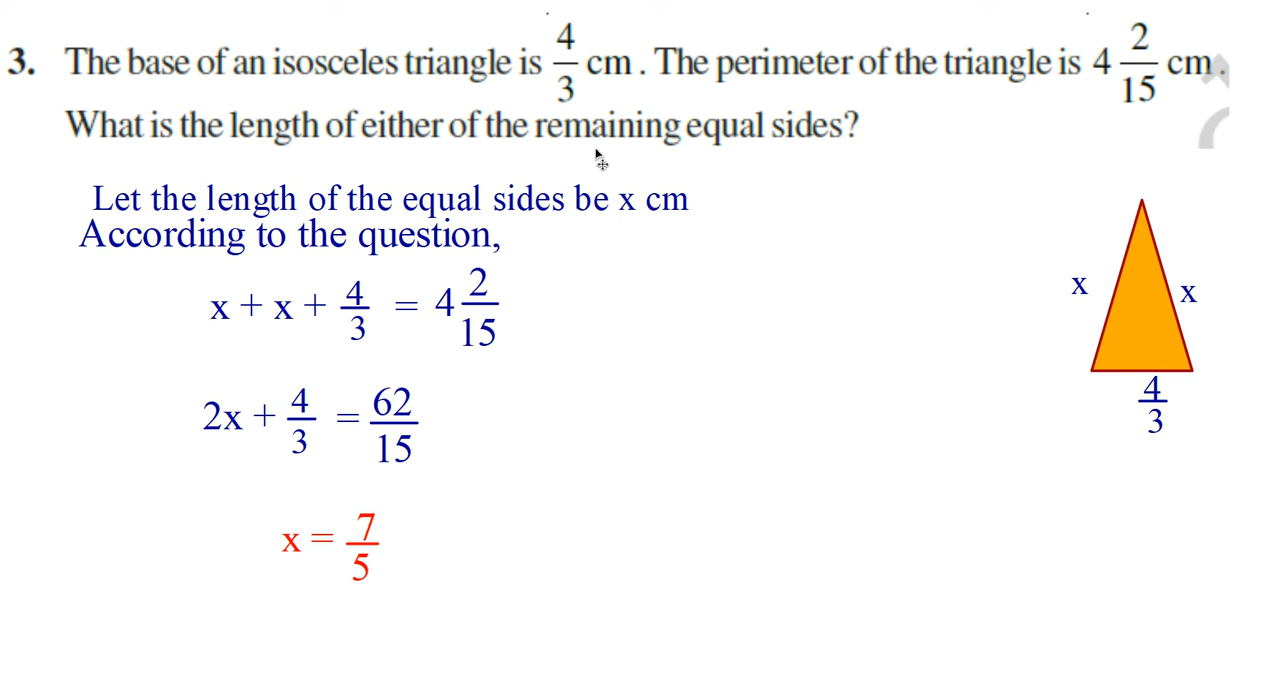 3. The base of an isosceles triangle is 4/3 cm. The perimeter of the triangle is 4 2/15 cm.
What is the length of either of the remaining equal sides?
Let the length of the equal sides be x cm
According to the question,
x + x + 4/3 = 4 2/15
2x + 4/3 = 62/15
x = 7/5
x
x
4/3